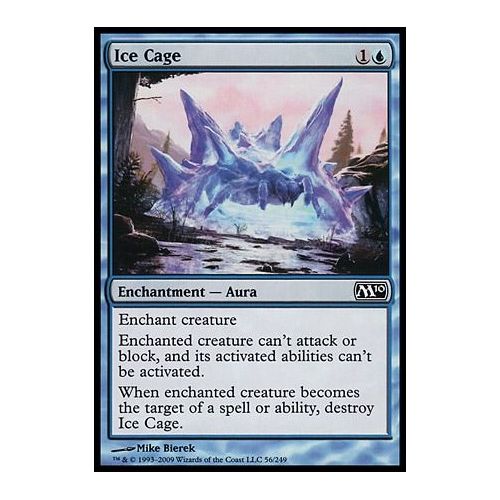 Ice Cage 1
Enchantment — Aura M10
Enchant creature
Enchanted creature can't attack or
block, and its activated abilities can't
be activated.
When enchanted creature becomes
the target of a spell or ability, destroy
Ice Cage.
Mike Bierek
™ & © 1993–2009 Wizards of the Coast LLC 56/249